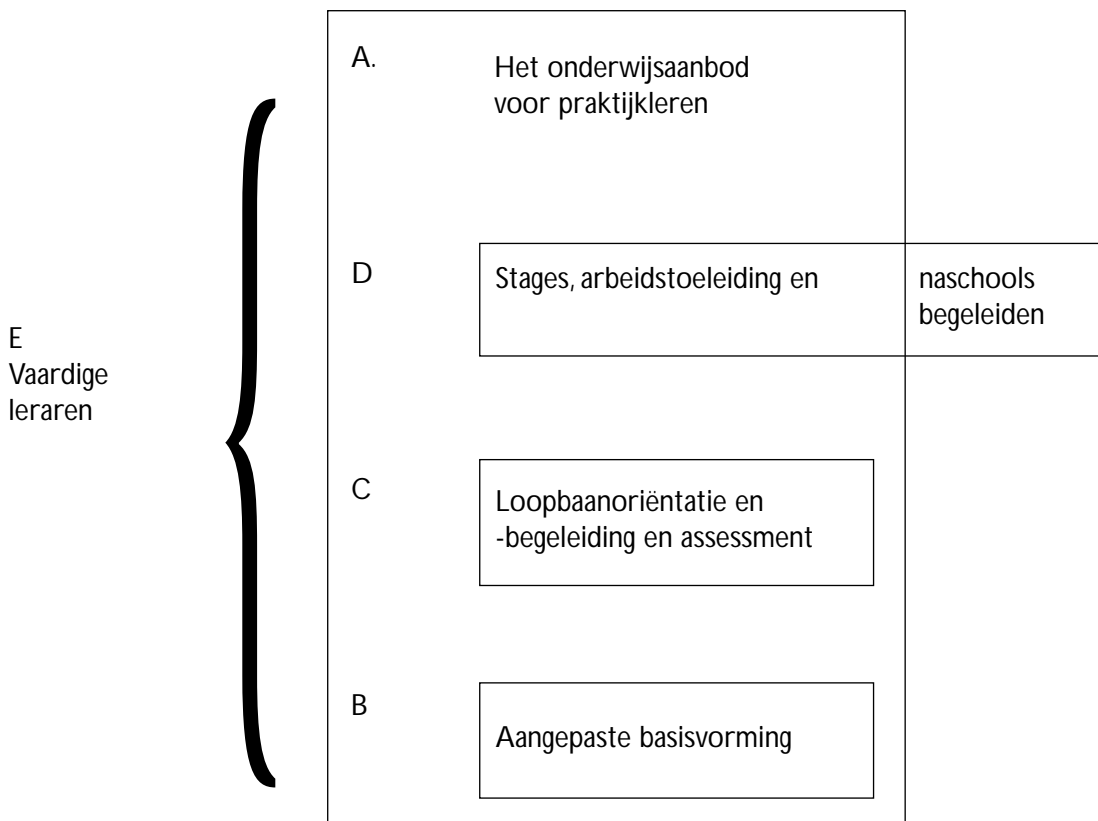 A.
Het onderwijsaanbod
voor praktijkleren
D
Stages, arbeidstoeleiding en
naschools
begeleiden
E
Vaardige
leraren
C
Loopbaanoriëntatie en
-begeleiding en assessment
B
Aangepaste basisvorming